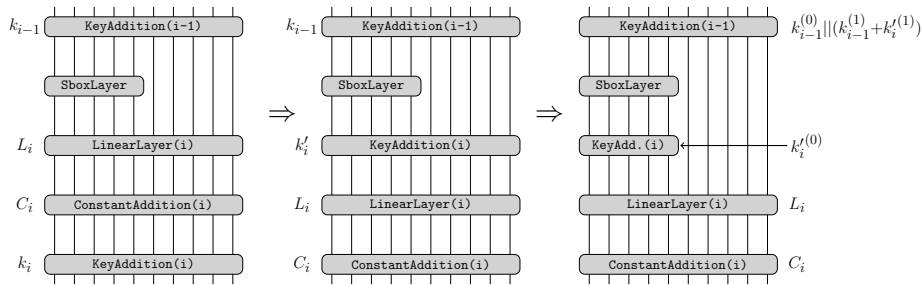 k_{i-1} KeyAddition(i-1) k_{i-1} KeyAddition(i-1) KeyAddition(i-1) k_{i-1}^{(0)}||(k_{i-1}^{(1)}+k_i'^{(1)})
SboxLayer SboxLayer SboxLayer
⇒ ⇒
L_i LinearLayer(i) k_i' KeyAddition(i) KeyAdd.(i) k_i'^{(0)}
C_i ConstantAddition(i) L_i LinearLayer(i) LinearLayer(i) L_i
k_i KeyAddition(i) C_i ConstantAddition(i) ConstantAddition(i) C_i